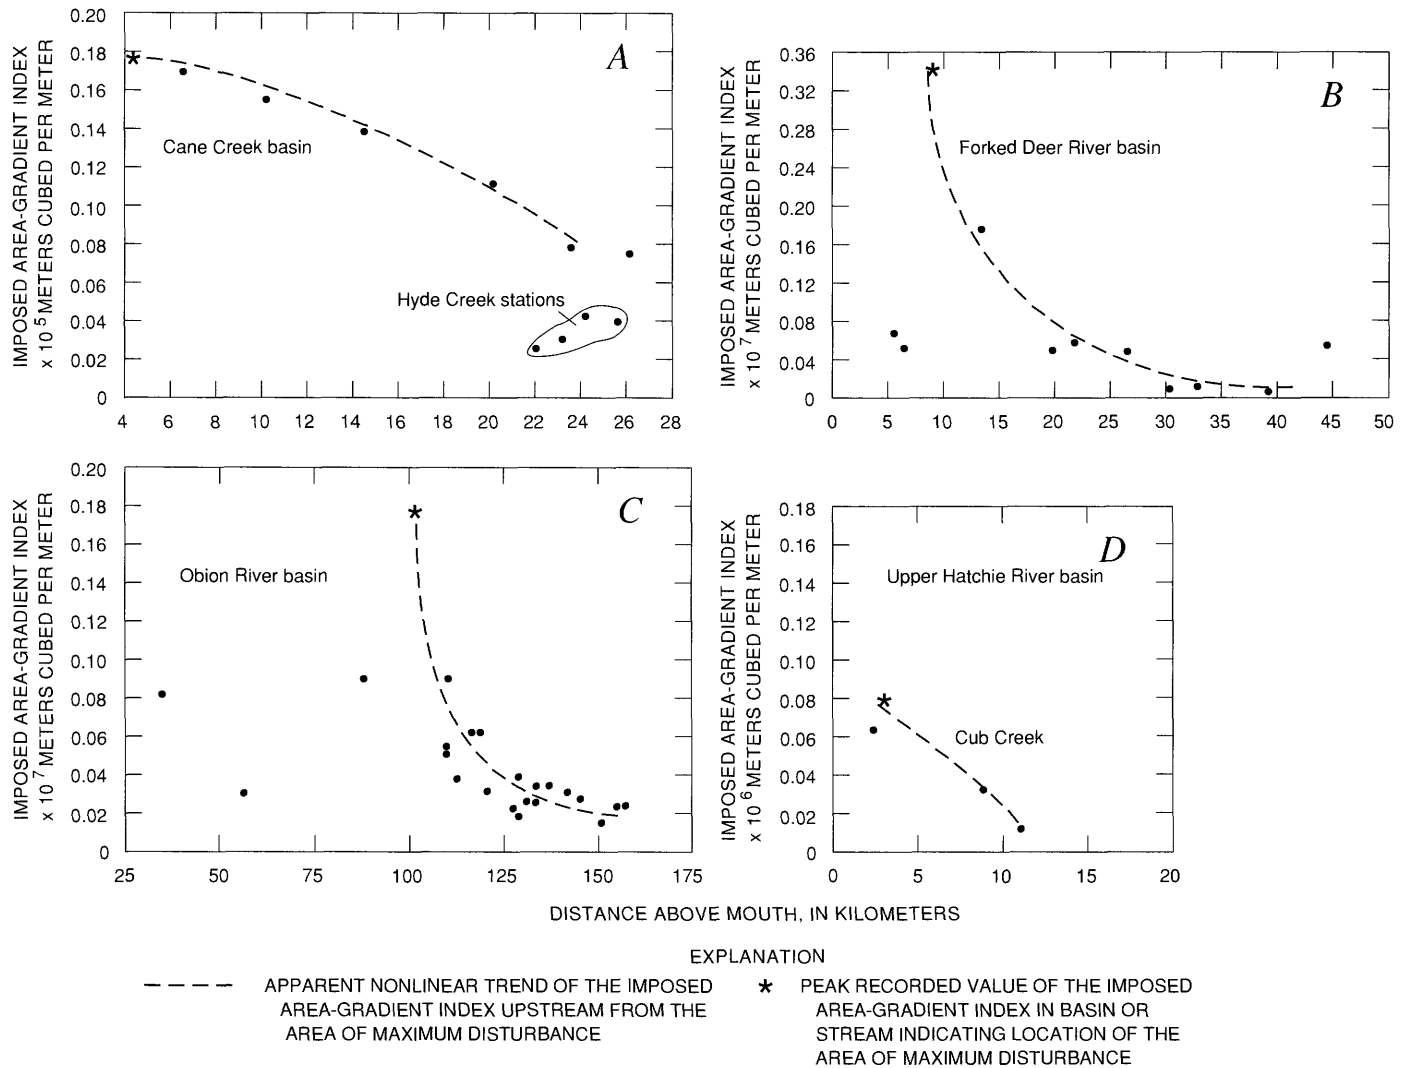 IMPOSED AREA-GRADIENT INDEX
x 10 5 METERS CUBED PER METER
0.20
0.18
0.16
0.14
0.12
0.10
0.08
0.06
0.04
0.02
0
A
Cane Creek basin
Hyde Creek stations
4 6 8 10 12 14 16 18 20 22 24 26 28
IMPOSED AREA-GRADIENT INDEX
x 10 7 METERS CUBED PER METER
0.36
0.32
0.28
0.24
0.20
0.16
0.12
0.08
0.04
0
B
Forked Deer River basin
0 5 10 15 20 25 30 35 40 45 50
IMPOSED AREA-GRADIENT INDEX
x 10 7 METERS CUBED PER METER
0.20
0.18
0.16
0.14
0.12
0.10
0.08
0.06
0.04
0.02
0
C
Obion River basin
25 50 75 100 125 150 175
IMPOSED AREA-GRADIENT INDEX
x 10 6 METERS CUBED PER METER
0.18
0.16
0.14
0.12
0.10
0.08
0.06
0.04
0.02
0
D
Upper Hatchie River basin
Cub Creek
0 5 10 15 20
DISTANCE ABOVE MOUTH, IN KILOMETERS
EXPLANATION
APPARENT NONLINEAR TREND OF THE IMPOSED
AREA-GRADIENT INDEX UPSTREAM FROM THE
AREA OF MAXIMUM DISTURBANCE
PEAK RECORDED VALUE OF THE IMPOSED
AREA-GRADIENT INDEX IN BASIN OR
STREAM INDICATING LOCATION OF THE
AREA OF MAXIMUM DISTURBANCE